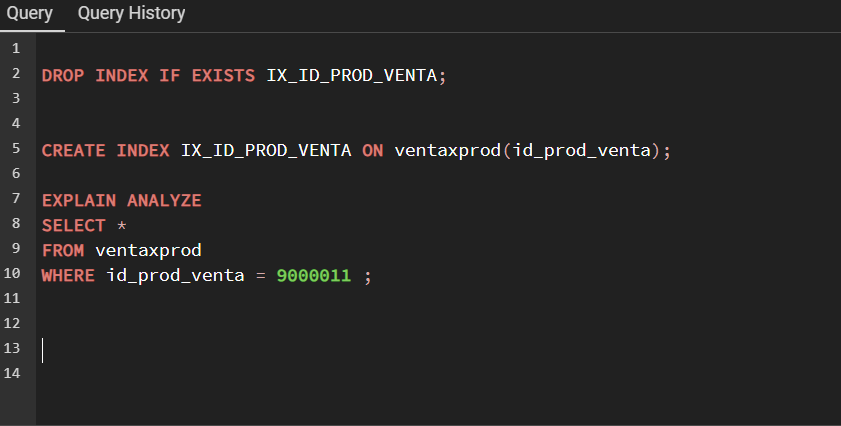 Query Query History
1
2 DROP INDEX IF EXISTS IX_ID_PROD_VENTA;
3
4
5 CREATE INDEX IX_ID_PROD_VENTA ON ventaxprod(id_prod_venta);
6
7 EXPLAIN ANALYZE
8 SELECT *
9 FROM ventaxprod
10 WHERE id_prod_venta = 9000011 ;
11
12
13
14